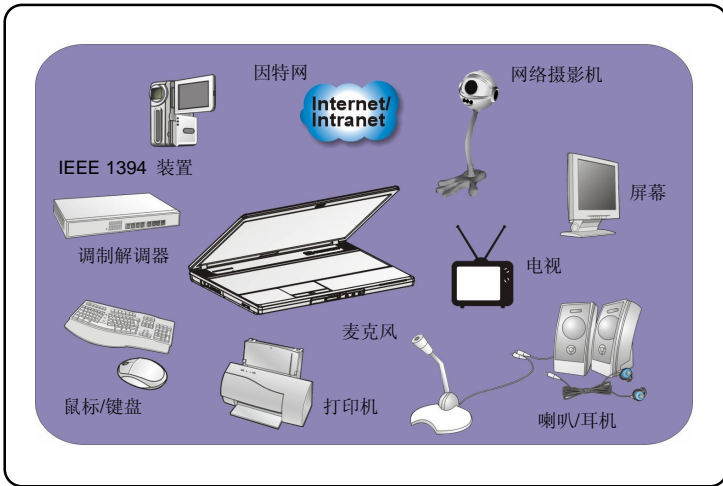 因特网
网络摄影机
Internet/
Intranet
IEEE 1394 装置
屏幕
调制解调器
电视
麦克风
鼠标/键盘
打印机
喇叭/耳机